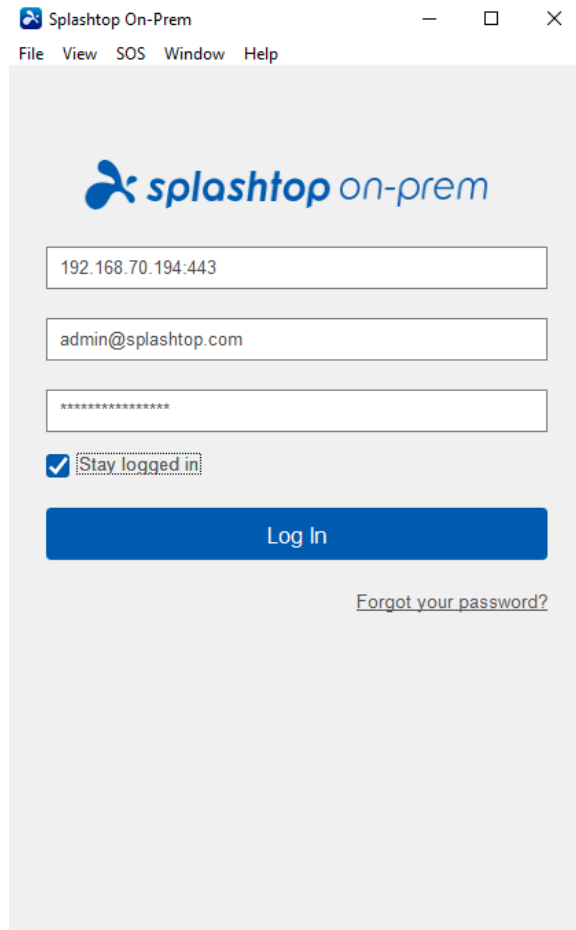 Splashtop On-Prem
File View SOS Window Help
splashtop on-prem
192.168.70.194:443
admin@splashtop.com
****************
Stay logged in
Log In
Forgot your password?